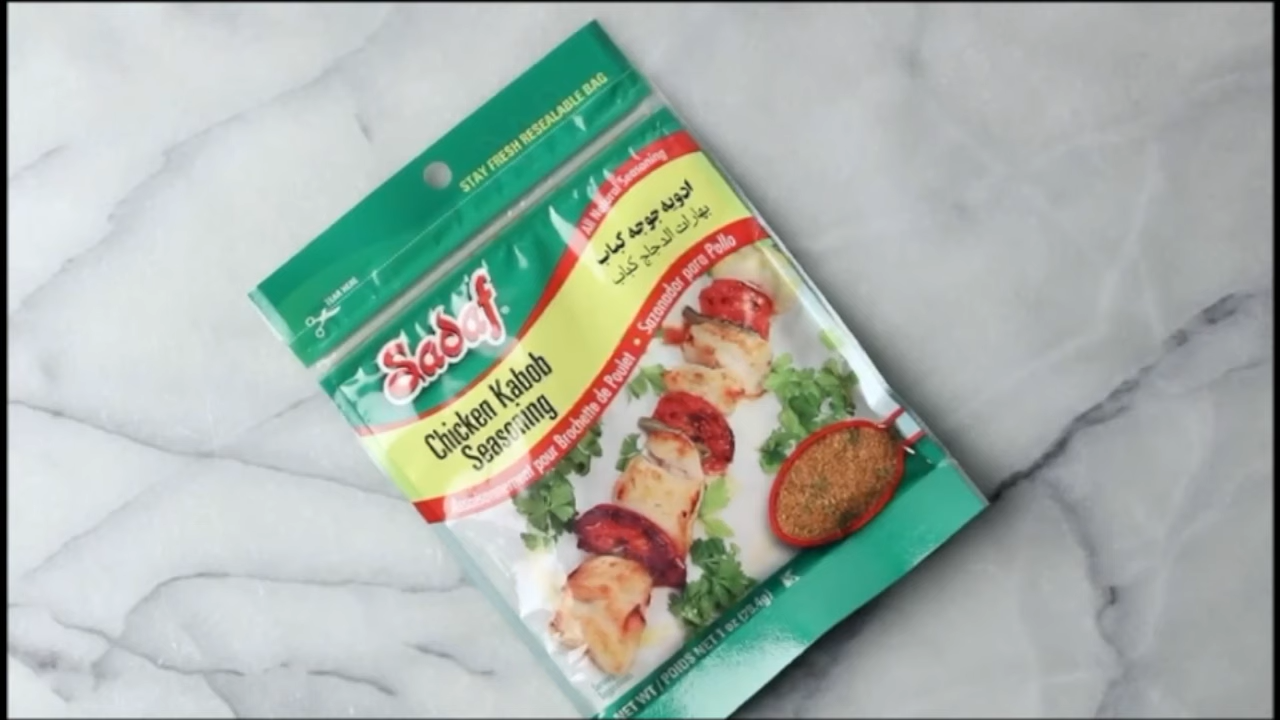 STAY FRESH RESEALABLE BAG
TEAR HERE
All Natural Seasoning
ادویه جوجه کباب
بهارات الدجاج كباب
Sadaf
Chicken Kabob
Seasoning
Assaisonnement pour Brochette de Poulet • Sazonador para Pollo
NET WT / POIDS NET 1 oz (28.4g)